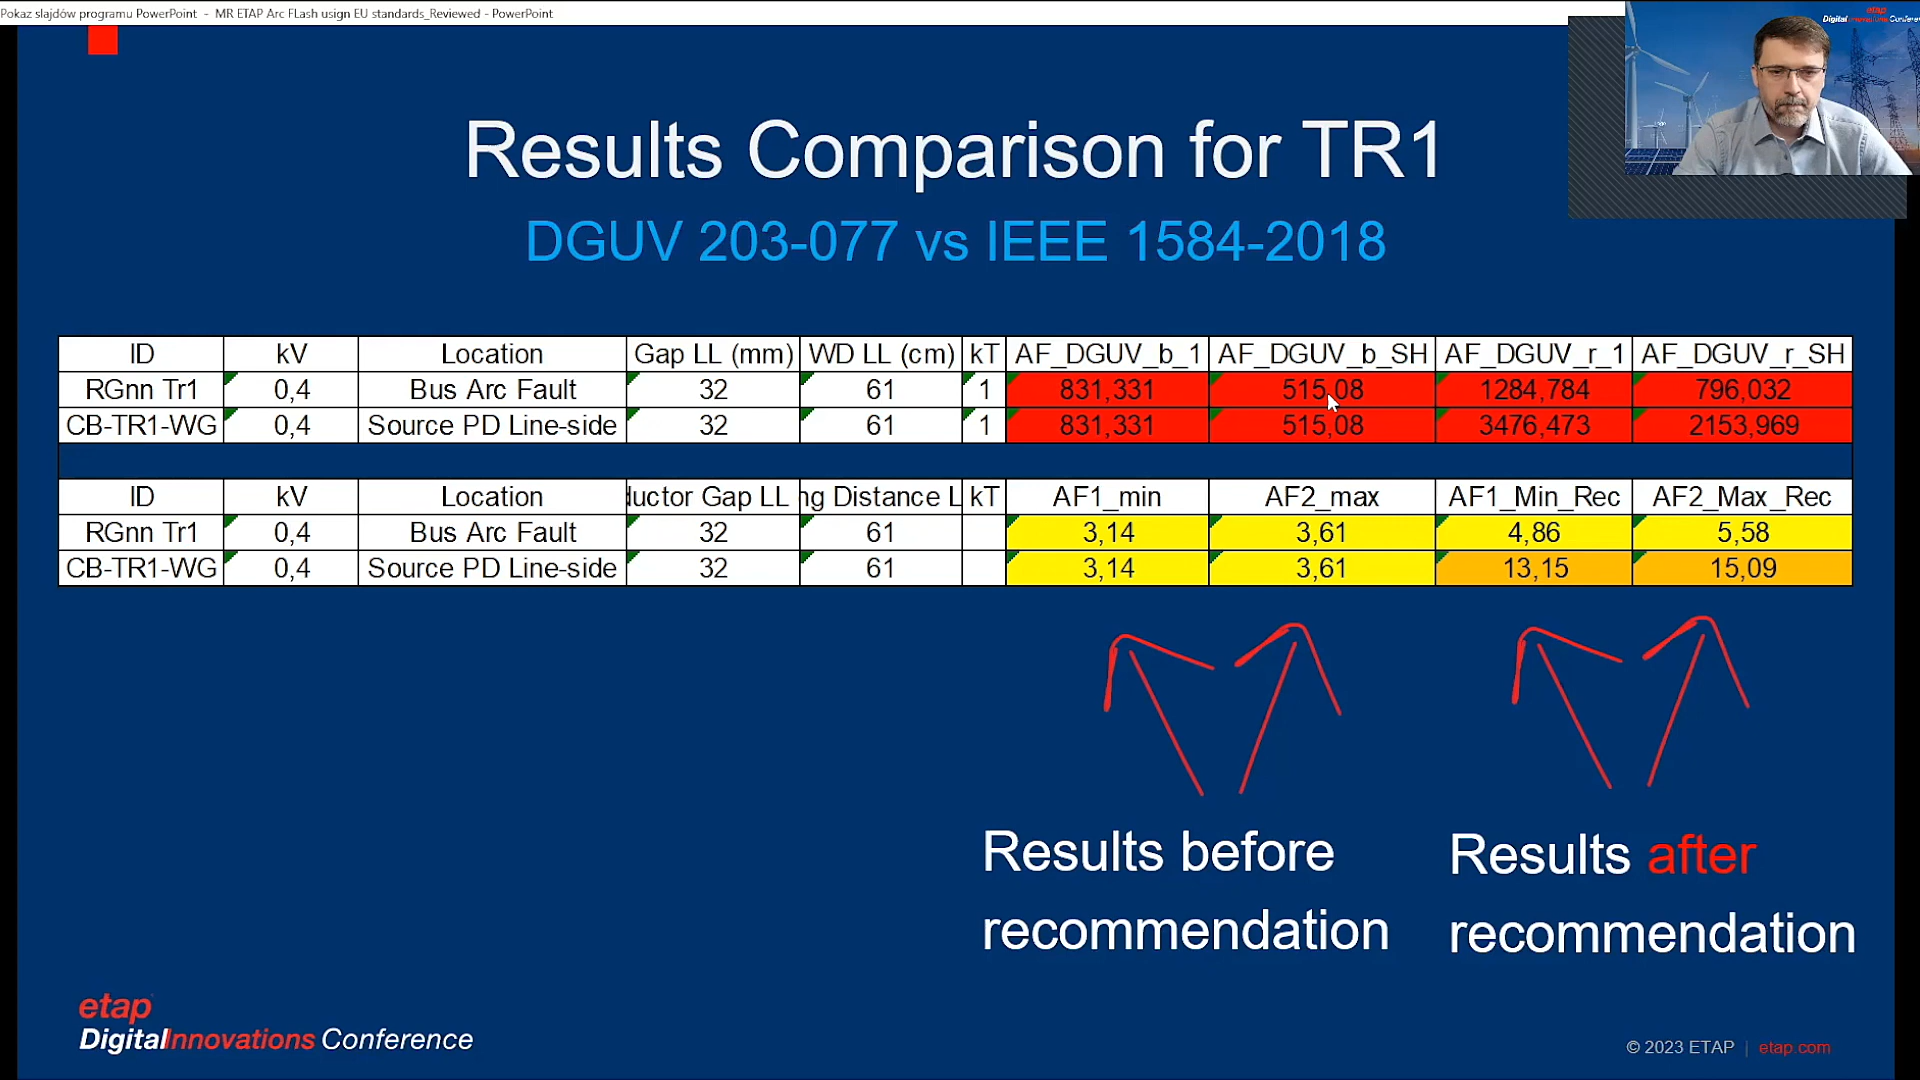 Pokaz slajdów programu PowerPoint - MR ETAP Arc FLash usign EU standards_Reviewed - PowerPoint
etap
Digital Innovations Confere
Results Comparison for TR1
DGUV 203-077 vs IEEE 1584-2018
ID kV Location Gap LL (mm) WD LL (cm) kT AF_DGUV_b_1 AF_DGUV_b_SH AF_DGUV_r_1 AF_DGUV_r_SH
RGnn Tr1 0,4 Bus Arc Fault 32 61 1 831,331 515,08 1284,784 796,032
CB-TR1-WG 0,4 Source PD Line-side 32 61 1 831,331 515,08 3476,473 2153,969
ID kV Location uctor Gap LL ng Distance L kT AF1_min AF2_max AF1_Min_Rec AF2_Max_Rec
RGnn Tr1 0,4 Bus Arc Fault 32 61 3,14 3,61 4,86 5,58
CB-TR1-WG 0,4 Source PD Line-side 32 61 3,14 3,61 13,15 15,09
Results before
recommendation
Results after
recommendation
etap
DigitalInnovations Conference
© 2023 ETAP | etap.com